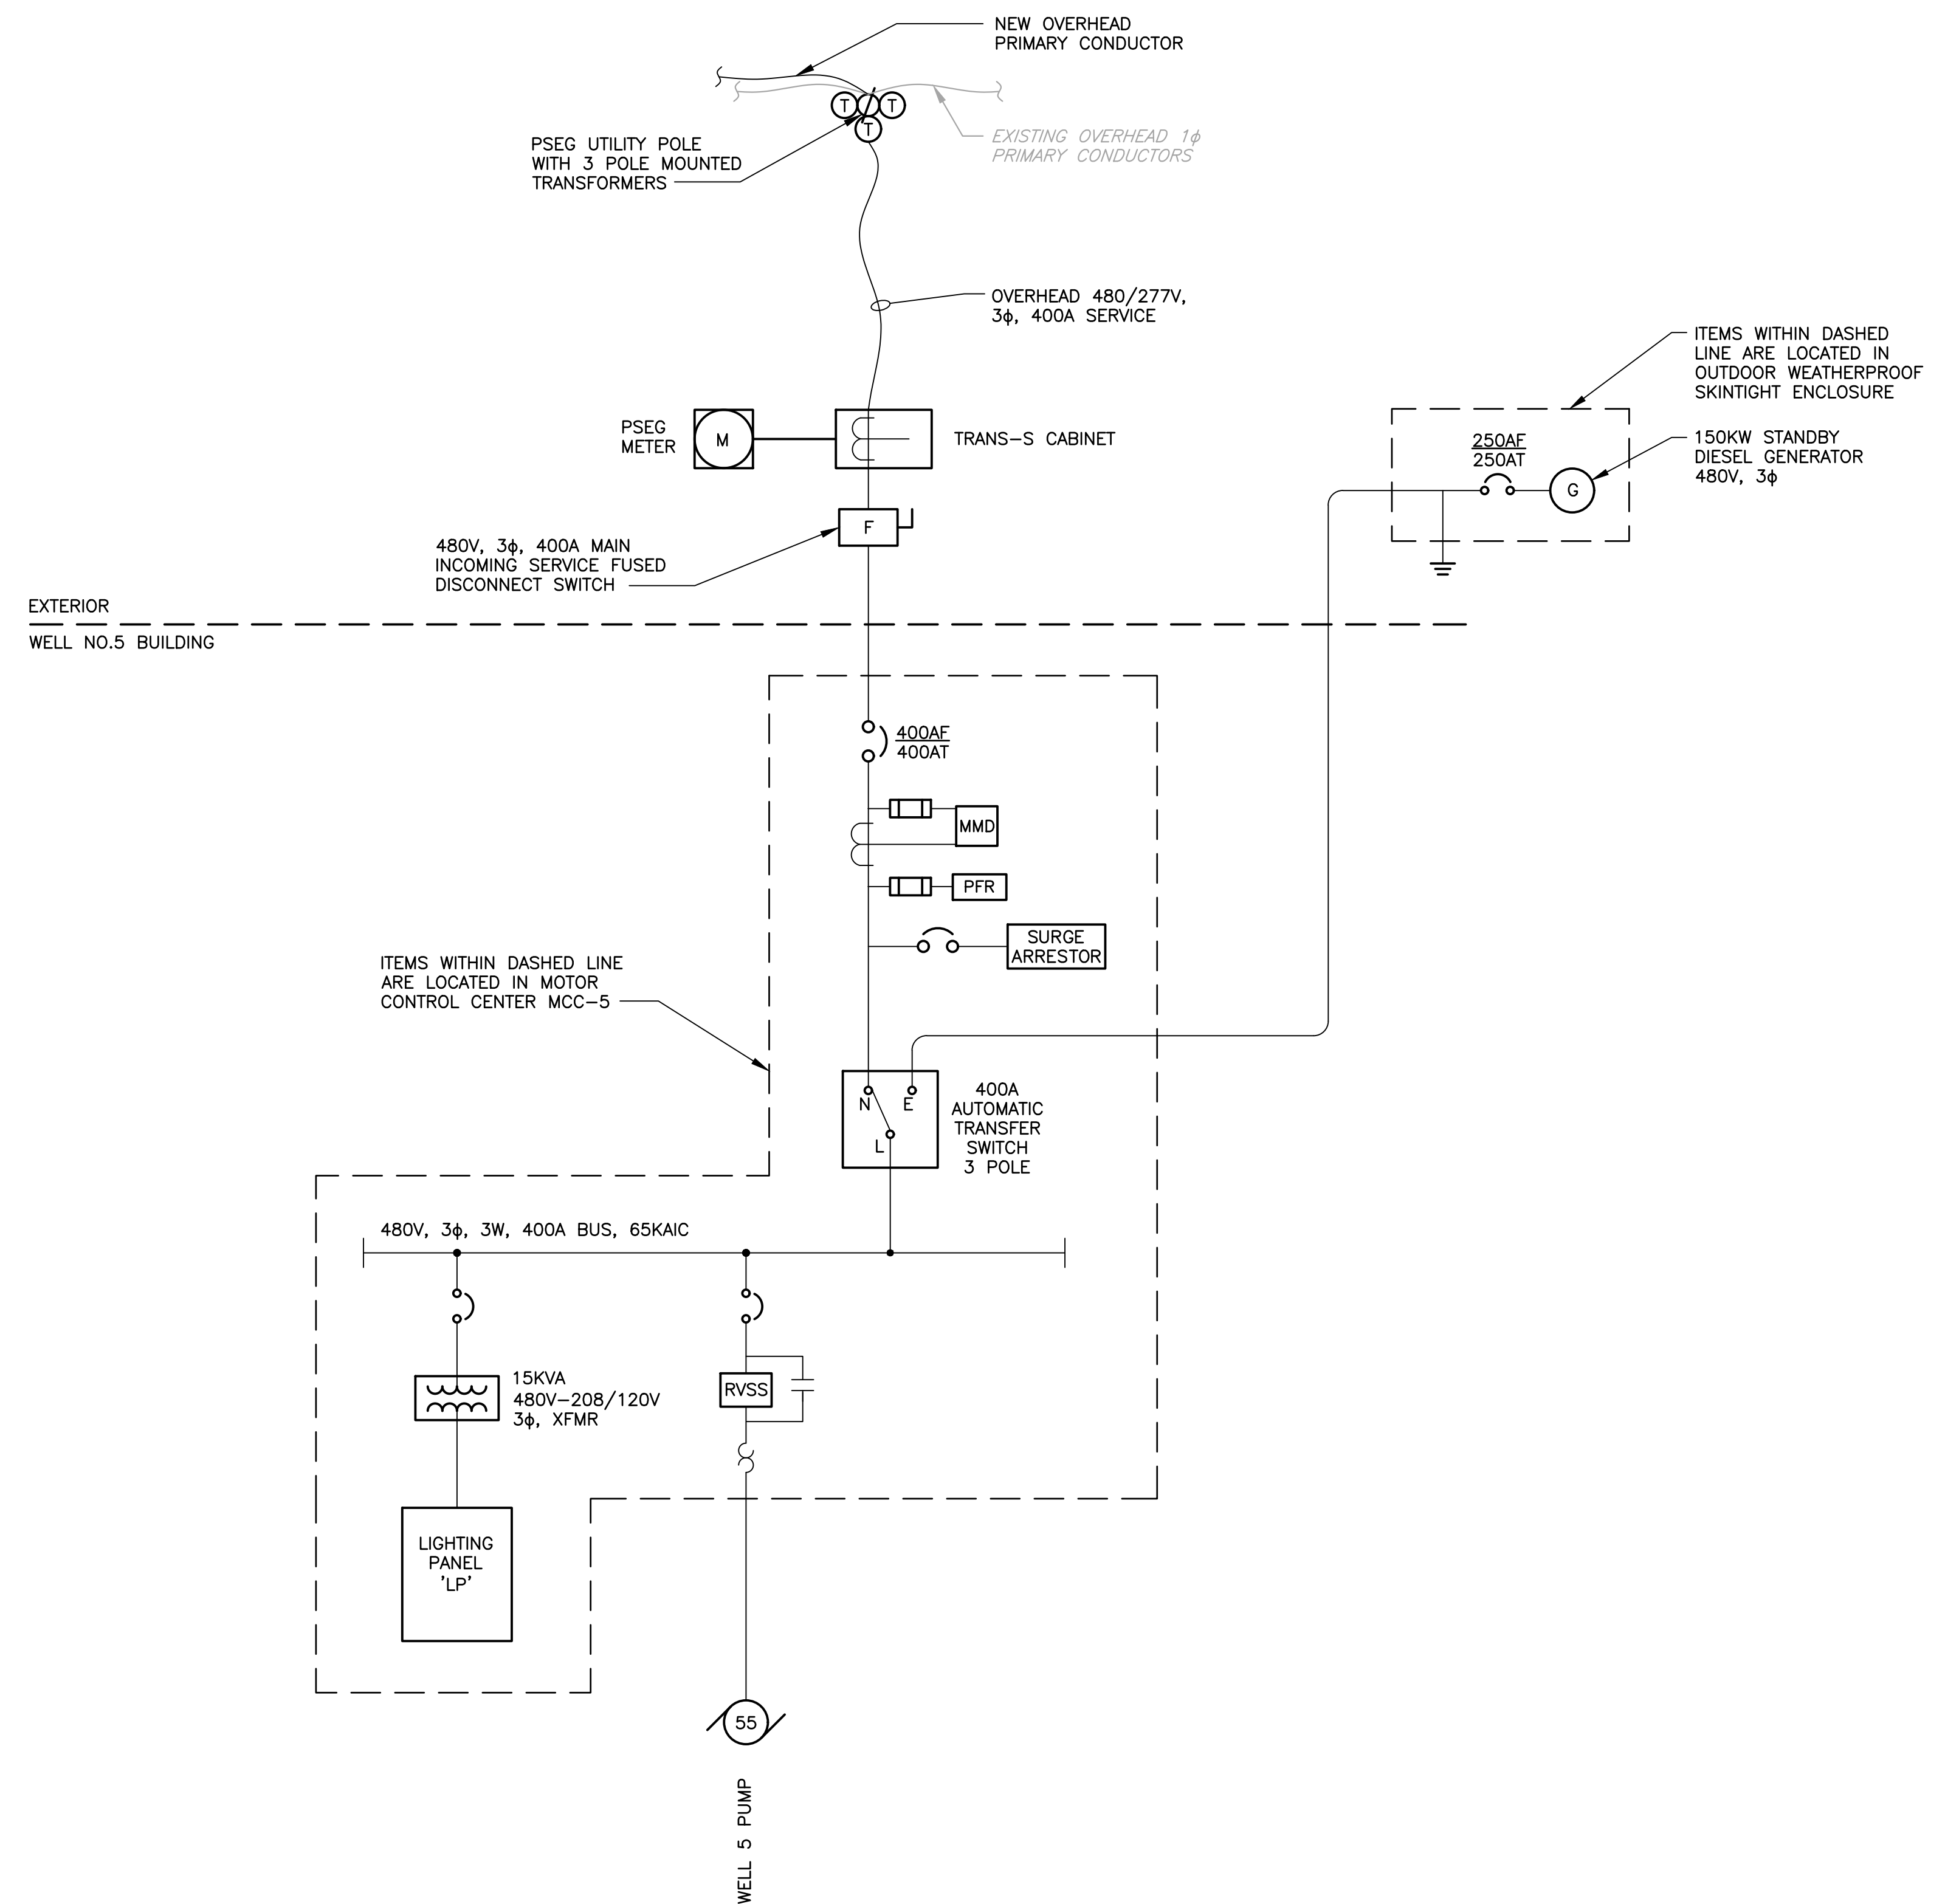 NEW OVERHEAD
PRIMARY CONDUCTOR
T
T
T
EXISTING OVERHEAD 1ϕ
PRIMARY CONDUCTORS
PSEG UTILITY POLE
WITH 3 POLE MOUNTED
TRANSFORMERS
OVERHEAD 480/277V,
3ϕ, 400A SERVICE
ITEMS WITHIN DASHED
LINE ARE LOCATED IN
OUTDOOR WEATHERPROOF
SKINTIGHT ENCLOSURE
PSEG
METER
M
TRANS-S CABINET
250AF
250AT
G
150KW STANDBY
DIESEL GENERATOR
480V, 3ϕ
F
480V, 3ϕ, 400A MAIN
INCOMING SERVICE FUSED
DISCONNECT SWITCH
EXTERIOR
WELL NO.5 BUILDING
400AF
400AT
MMD
PFR
SURGE
ARRESTOR
ITEMS WITHIN DASHED LINE
ARE LOCATED IN MOTOR
CONTROL CENTER MCC-5
N
E
L
400A
AUTOMATIC
TRANSFER
SWITCH
3 POLE
480V, 3ϕ, 3W, 400A BUS, 65KAIC
15KVA
480V-208/120V
3ϕ, XFMR
RVSS
LIGHTING
PANEL
'LP'
55
WELL 5 PUMP